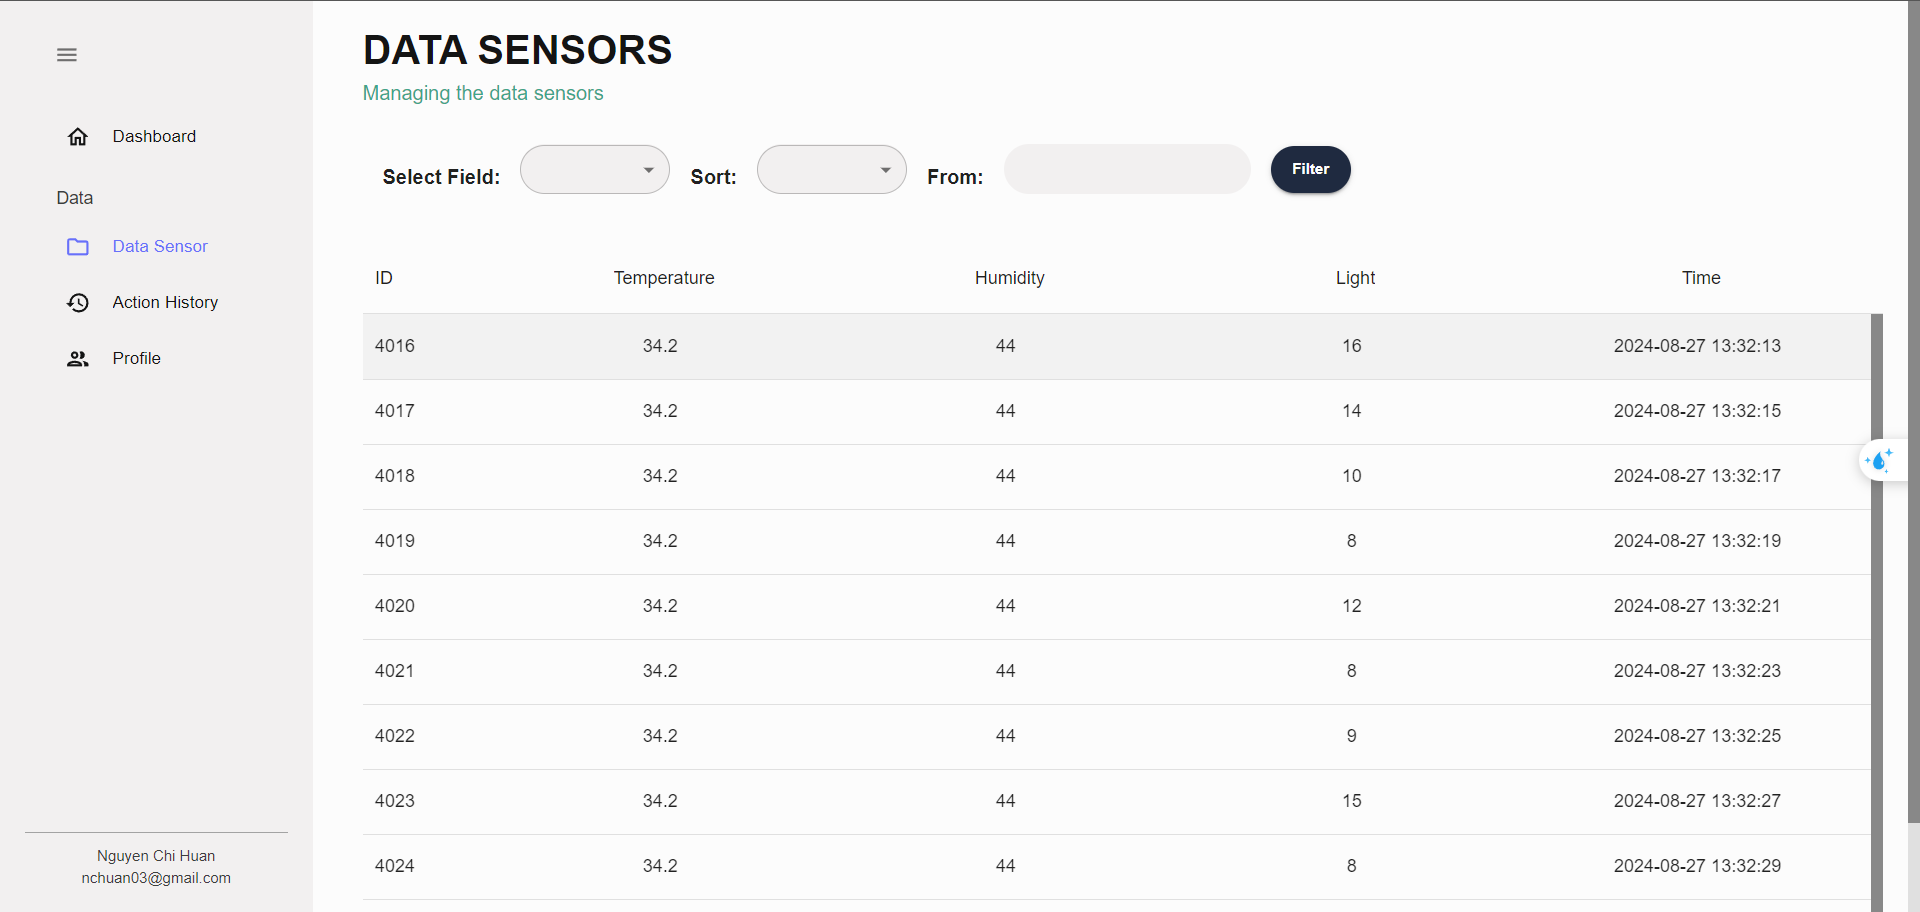 DATA SENSORS
Managing the data sensors
Dashboard
Data
Data Sensor
Action History
Profile
Nguyen Chi Huan
nchuan03@gmail.com
Select Field: Sort: From: Filter
ID Temperature Humidity Light Time
4016 34.2 44 16 2024-08-27 13:32:13
4017 34.2 44 14 2024-08-27 13:32:15
4018 34.2 44 10 2024-08-27 13:32:17
4019 34.2 44 8 2024-08-27 13:32:19
4020 34.2 44 12 2024-08-27 13:32:21
4021 34.2 44 8 2024-08-27 13:32:23
4022 34.2 44 9 2024-08-27 13:32:25
4023 34.2 44 15 2024-08-27 13:32:27
4024 34.2 44 8 2024-08-27 13:32:29